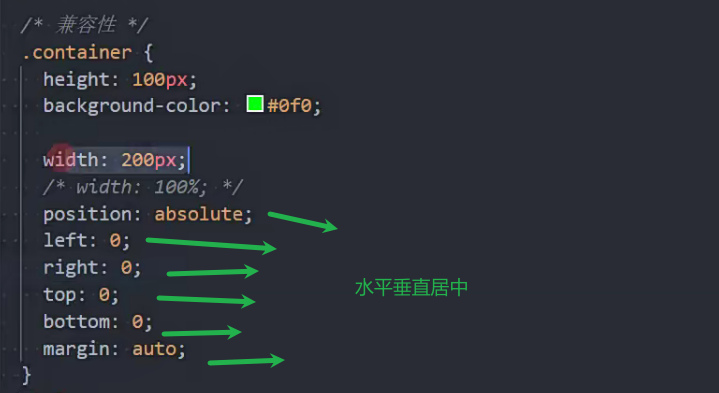 /* 兼容性 */
.container {
height: 100px;
background-color: #0f0;
width: 200px;
/* width: 100%; */
position: absolute;
left: 0;
right: 0;
top: 0;
水平垂直居中
bottom: 0;
margin: auto;
}